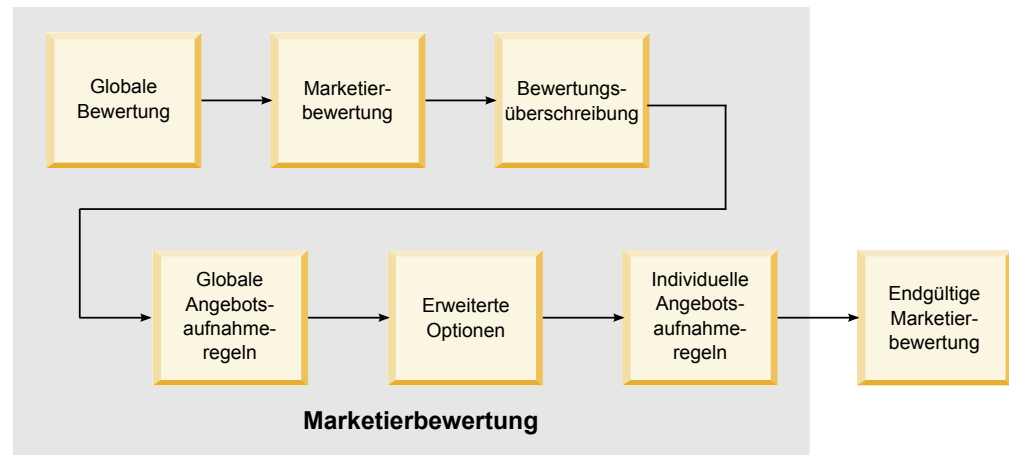 Globale
Bewertung
Marketier-
bewertung
Bewertungs-
überschreibung
Globale
Angebots-
aufnahme-
regeln
Erweiterte
Optionen
Individuelle
Angebots-
aufnahme-
regeln
Endgültige
Marketier-
bewertung
Marketierbewertung